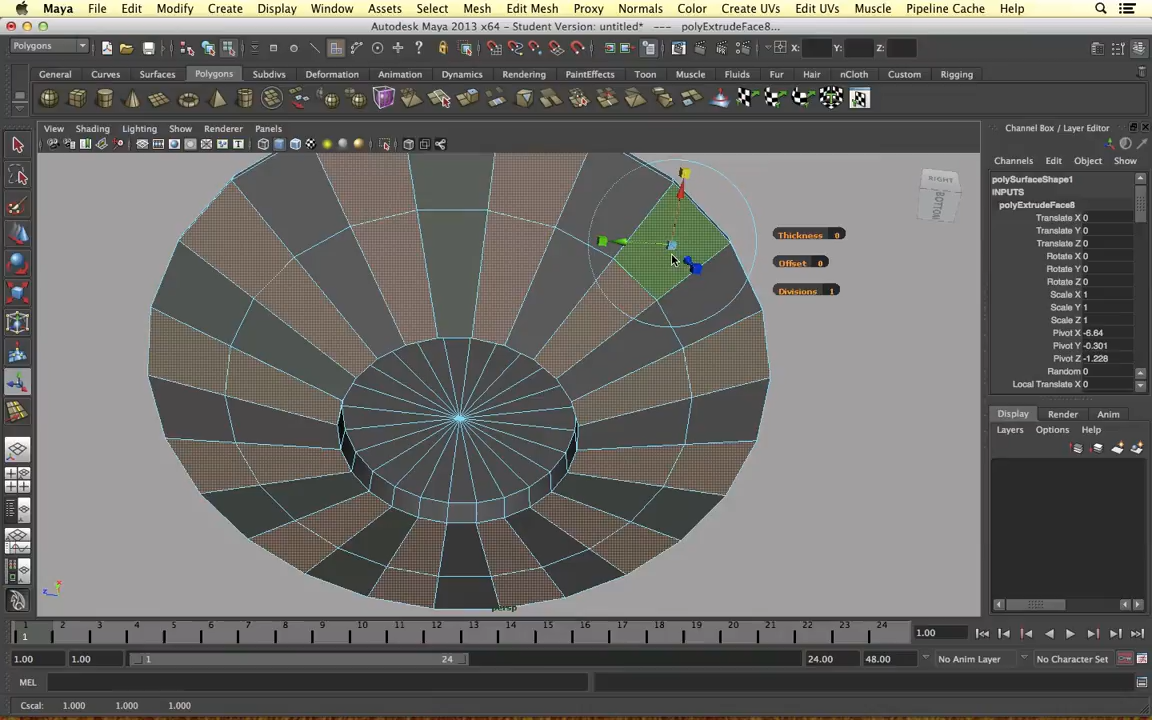 Maya File Edit Modify Create Display Window Assets Select Mesh Edit Mesh Proxy Normals Color Create UVs Edit UVs Muscle Pipeline Cache Help
Autodesk Maya 2013 x64 - Student Version: untitled* --- polyExtrudeFace8...
Polygons X: Y: Z:
General Curves Surfaces Polygons Subdivs Deformation Animation Dynamics Rendering PaintEffects Toon Muscle Fluids Fur Hair nCloth Custom Rigging
View Shading Lighting Show Renderer Panels
Channel Box / Layer Editor
Channels Edit Object Show
polySurfaceShape1
INPUTS
polyExtrudeFace8
Translate X 0
Translate Y 0
Translate Z 0
Rotate X 0
Rotate Y 0
Rotate Z 0
Scale X 1
Scale Y 1
Scale Z 1
Pivot X -6.64
Pivot Y -0.301
Pivot Z -1.228
Random 0
Local Translate X 0
RIGHT
BOTTOM
Thickness 0
Offset 0
Divisions 1
Display Render Anim
Layers Options Help
persp
1 2 3 4 5 6 7 8 9 10 11 12 13 14 15 16 17 18 19 20 21 22 23 24
1 1.00
1.00 1.00 1 24 24.00 48.00 No Anim Layer No Character Set
MEL
Cscal: 1.000 1.000 1.000